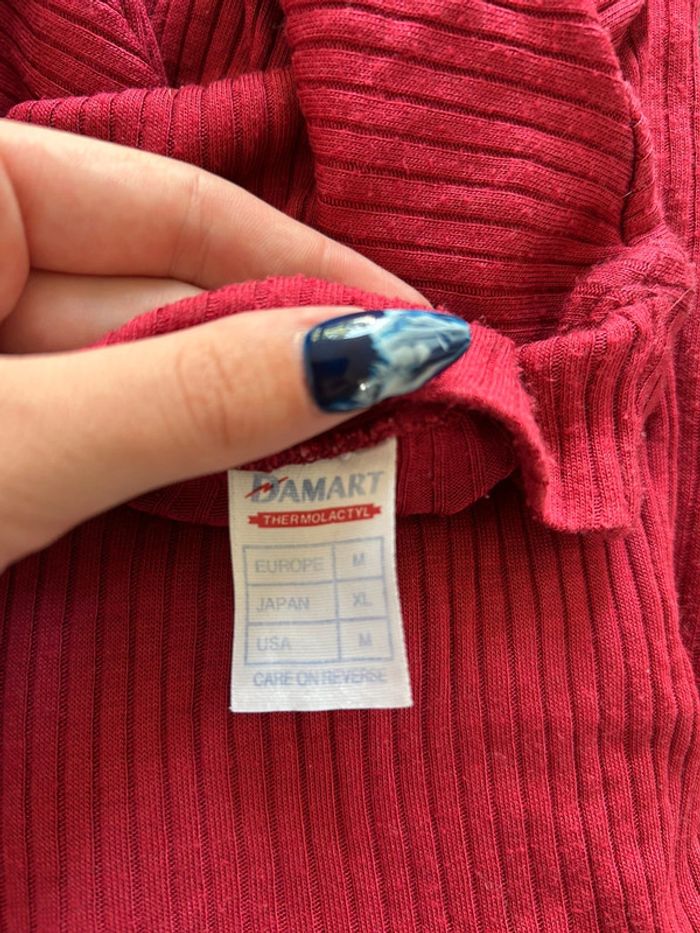 DAMART
THERMOLACTYL
EUROPE M
JAPAN XL
USA M
CARE ON REVERSE